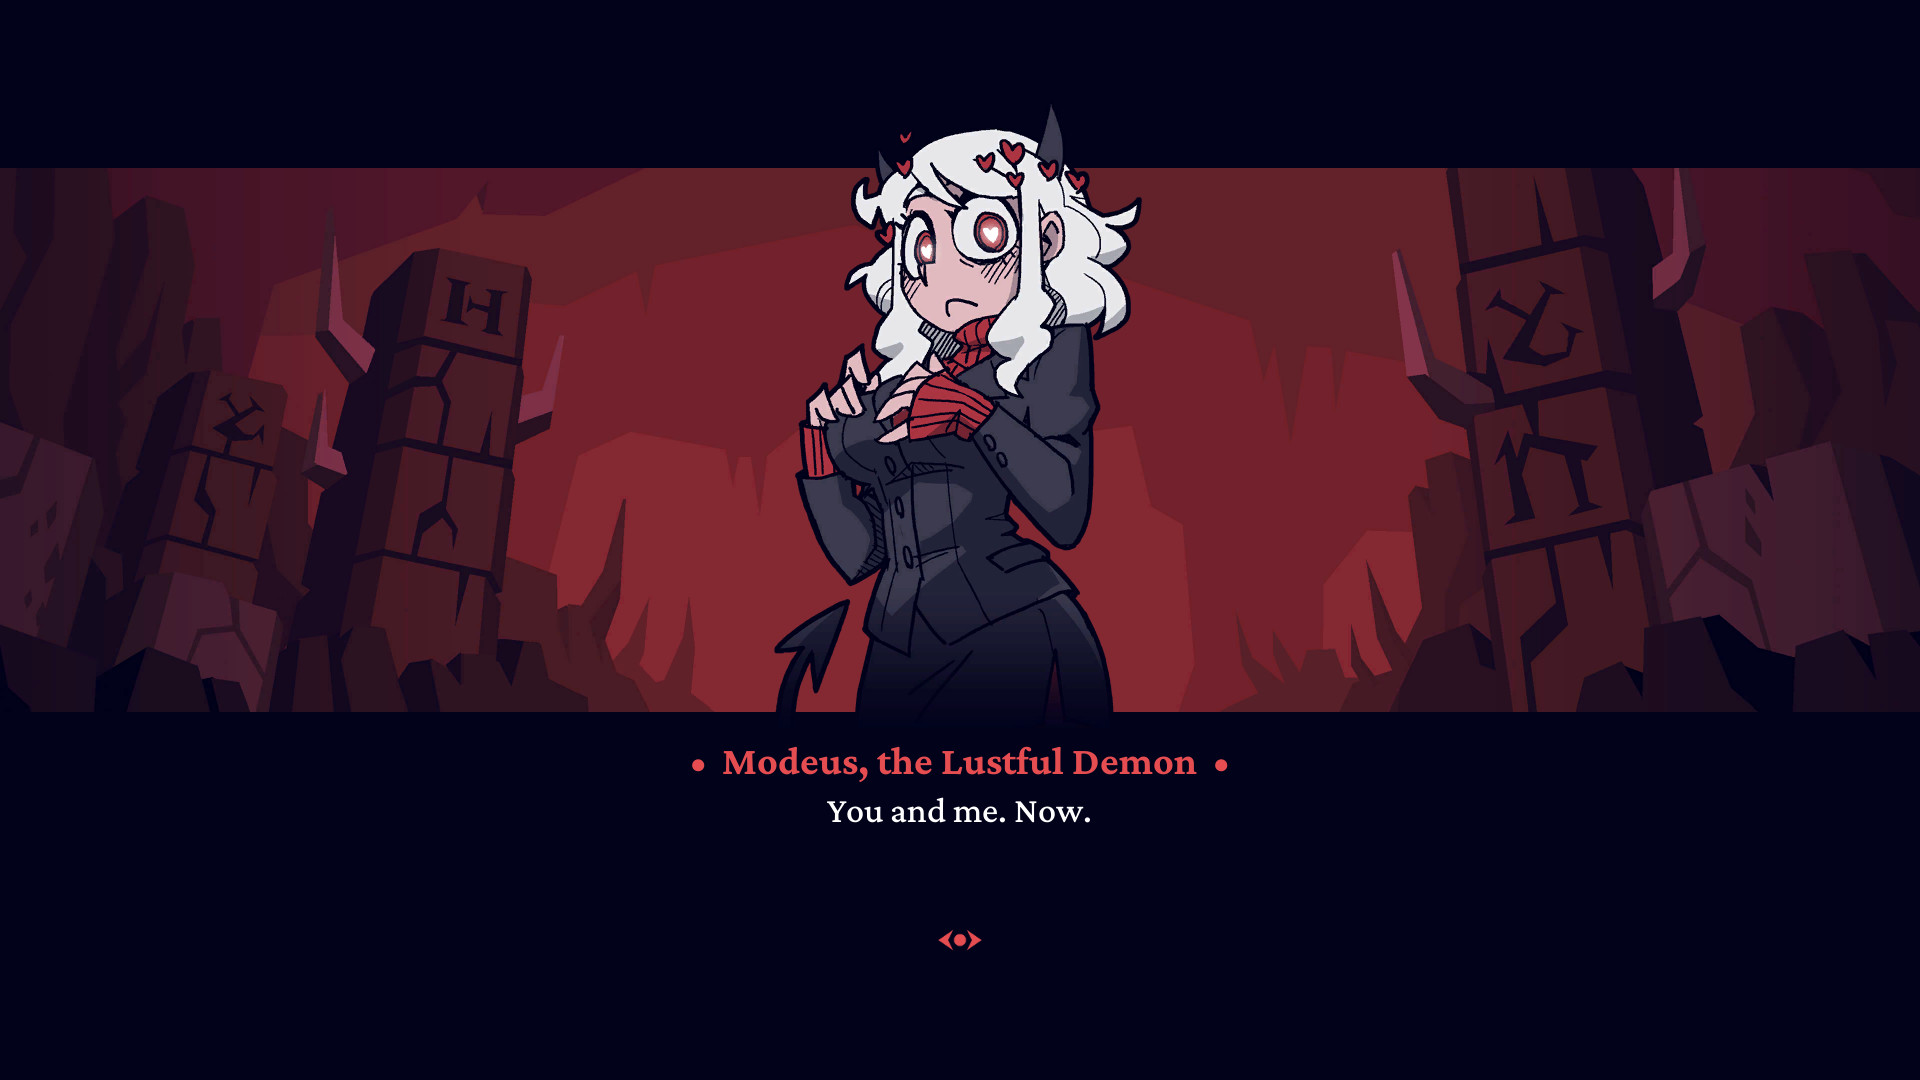 • Modeus, the Lustful Demon •
You and me. Now.